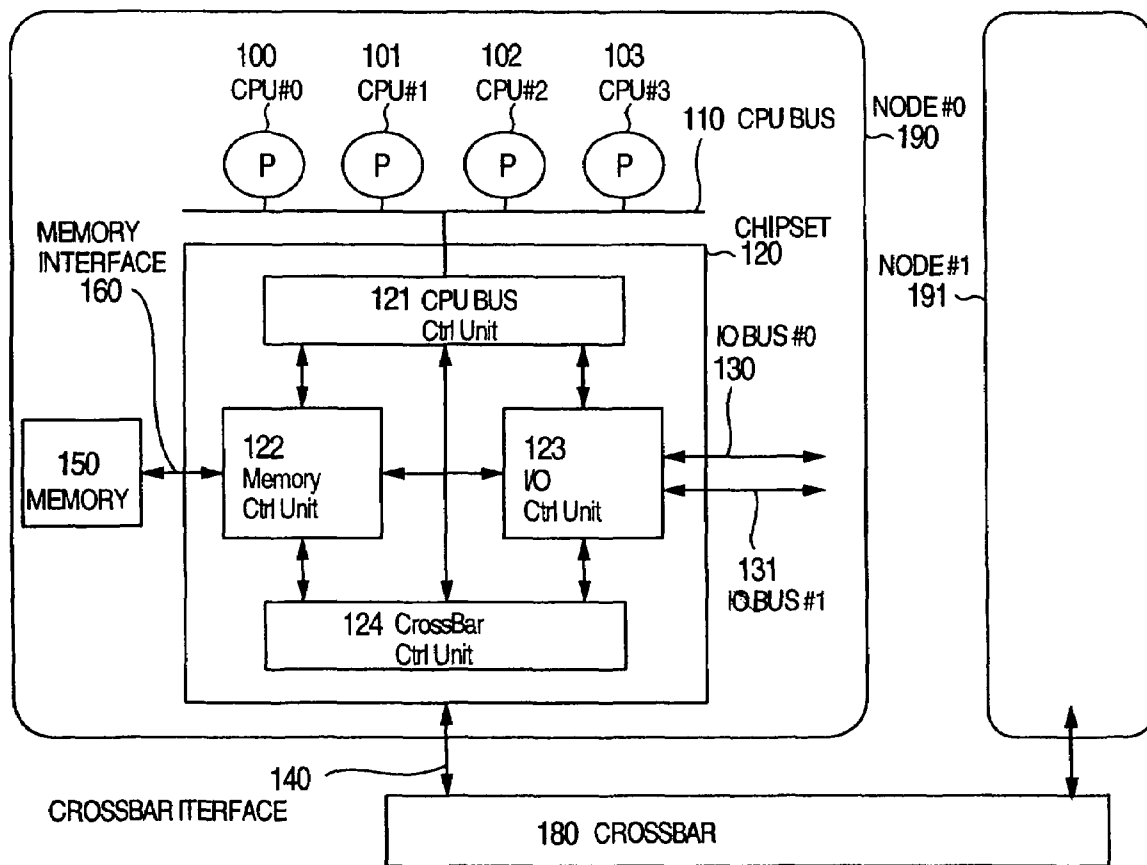 100 101 102 103
CPU#0 CPU#1 CPU#2 CPU#3
110 CPU BUS
NODE #0
190
P P P P
MEMORY
INTERFACE
160
CHIPSET
120
NODE #1
191
121 CPU BUS
Ctrl Unit
IO BUS #0
130
150
MEMORY
122
Memory
Ctrl Unit
123
I/O
Ctrl Unit
131
IO BUS #1
124 CrossBar
Ctrl Unit
140
CROSSBAR ITERFACE
180 CROSSBAR